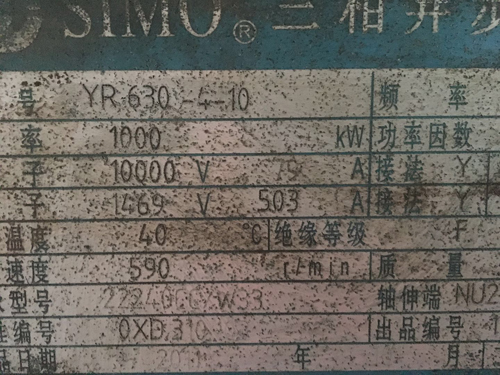 SIMO® 三相异步
号 YR 630-4-10 频率
率 1000 kW 功率因数
子 10000 V 79 A 接法 Y
子 1469 V 503 A 接法 Y
温度 40 ℃ 绝缘等级 F
速度 590 r/min 质量
型号 轴伸端 NU2
编号 0XD.310 出品编号
品日期 年 月